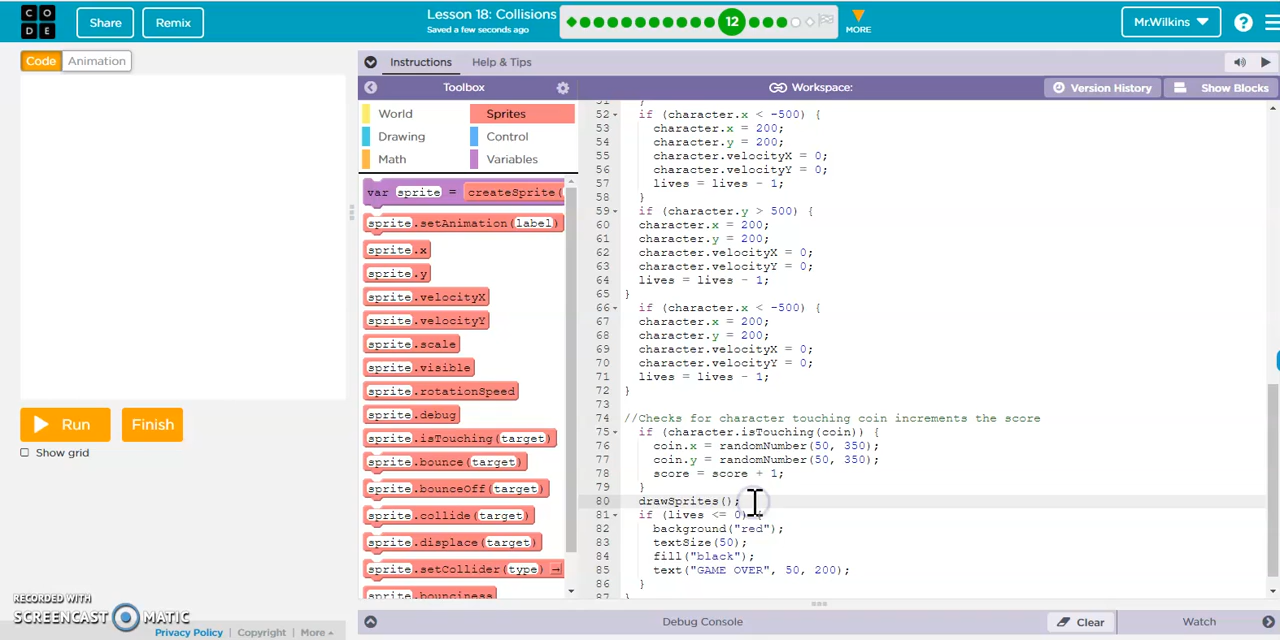 C O
D E
Share
Remix
Lesson 18: Collisions
Saved a few seconds ago
12
MORE
Mr.Wilkins
?
Code
Animation
Instructions
Help & Tips
Toolbox
Workspace:
Version History
Show Blocks
World
Sprites
Drawing
Control
Math
Variables
var sprite = createSprite(
sprite.setAnimation(label)
sprite.x
sprite.y
sprite.velocityX
sprite.velocityY
sprite.scale
sprite.visible
sprite.rotationSpeed
sprite.debug
sprite.isTouching(target)
sprite.bounce(target)
sprite.bounceOff(target)
sprite.collide(target)
sprite.displace(target)
sprite.setCollider(type)
sprite.bounciness
51 }
52 if (character.x < -500) {
53 character.x = 200;
54 character.y = 200;
55 character.velocityX = 0;
56 character.velocityY = 0;
57 lives = lives - 1;
58 }
59 if (character.y > 500) {
60 character.x = 200;
61 character.y = 200;
62 character.velocityX = 0;
63 character.velocityY = 0;
64 lives = lives - 1;
65 }
66 if (character.x < -500) {
67 character.x = 200;
68 character.y = 200;
69 character.velocityX = 0;
70 character.velocityY = 0;
71 lives = lives - 1;
72 }
73
74 //Checks for character touching coin increments the score
75 if (character.isTouching(coin)) {
76 coin.x = randomNumber(50, 350);
77 coin.y = randomNumber(50, 350);
78 score = score + 1;
79 }
80 drawSprites();
81 if (lives <= 0) {
82 background("red");
83 textSize(50);
84 fill("black");
85 text("GAME OVER", 50, 200);
86 }
87 }
Run
Finish
Show grid
RECORDED WITH
SCREENCAST MATIC
Privacy Policy | Copyright | More
Debug Console
Clear
Watch